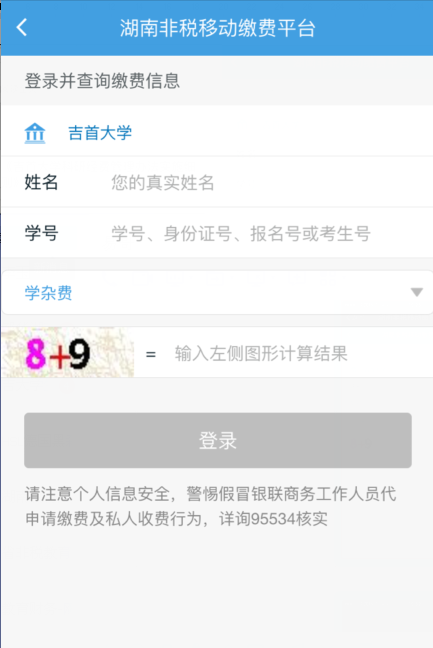 湖南非税移动缴费平台
登录并查询缴费信息
吉首大学
姓名 您的真实姓名
学号 学号、身份证号、报名号或考生号
学杂费
8+9 = 输入左侧图形计算结果
登录
请注意个人信息安全，警惕假冒银联商务工作人员代
申请缴费及私人收费行为，详询95534核实